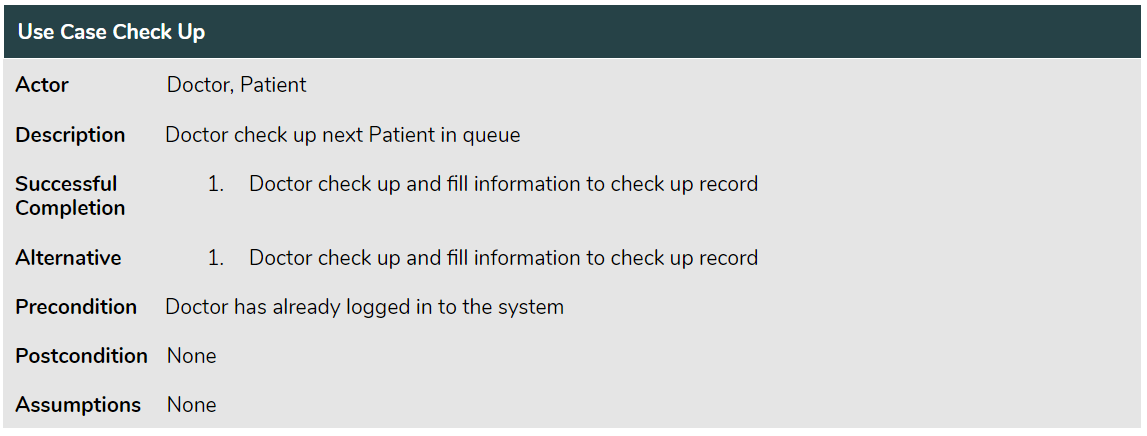 Use Case Check Up
Actor Doctor, Patient
Description Doctor check up next Patient in queue
Successful Completion 1. Doctor check up and fill information to check up record
Alternative 1. Doctor check up and fill information to check up record
Precondition Doctor has already logged in to the system
Postcondition None
Assumptions None